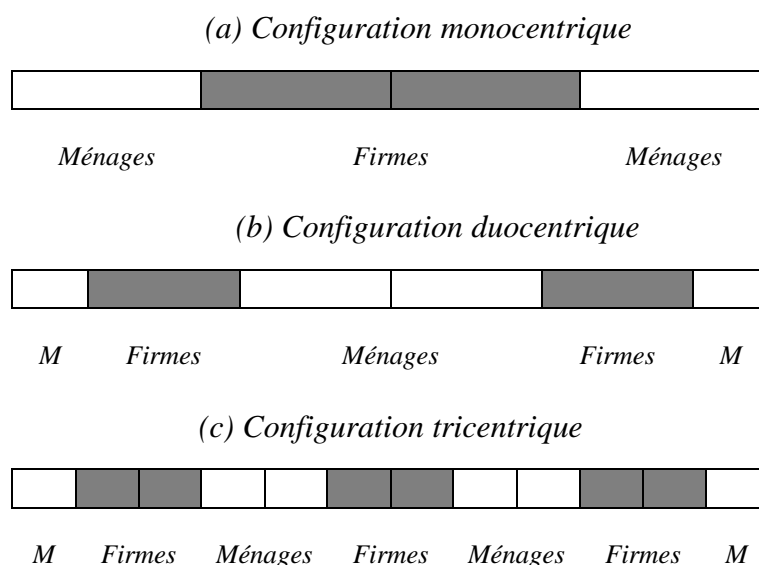 (a) Configuration monocentrique
Ménages Firmes Ménages
(b) Configuration duocentrique
M Firmes Ménages Firmes M
(c) Configuration tricentrique
M Firmes Ménages Firmes Ménages Firmes M